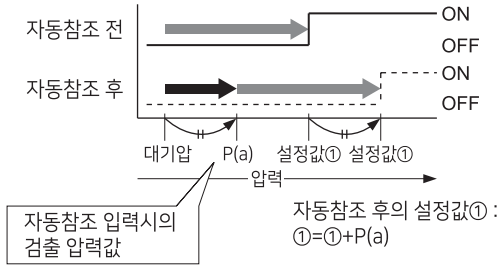 자동참조 전
ON
OFF
자동참조 후
ON
OFF
대기압 P(a) 설정값① 설정값①
압력
자동참조 입력시의
검출 압력값
자동참조 후의 설정값① :
①=①+P(a)